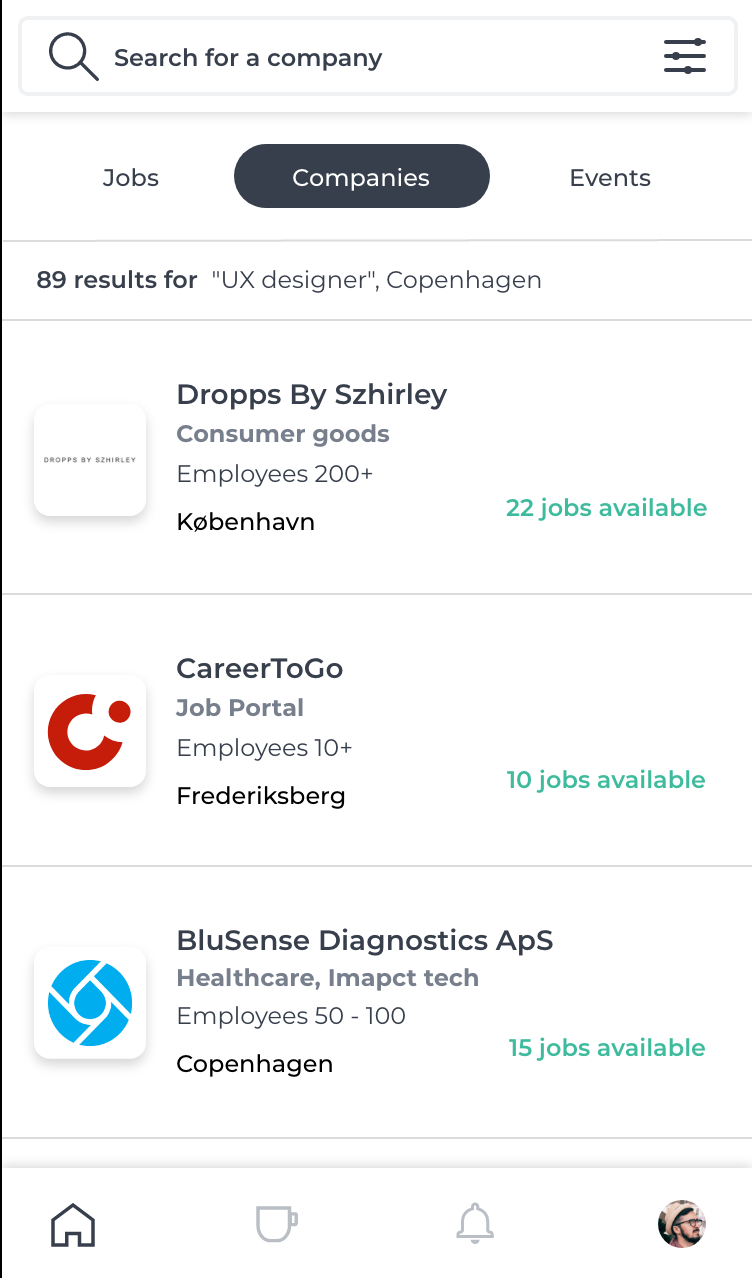 Search for a company
Jobs Companies Events
89 results for "UX designer", Copenhagen
Dropps By Szhirley
Consumer goods
DROPPS BY SZHIRLEY
Employees 200+
22 jobs available
København
CareerToGo
Job Portal
Employees 10+
10 jobs available
Frederiksberg
BluSense Diagnostics ApS
Healthcare, Imapct tech
Employees 50 - 100
15 jobs available
Copenhagen